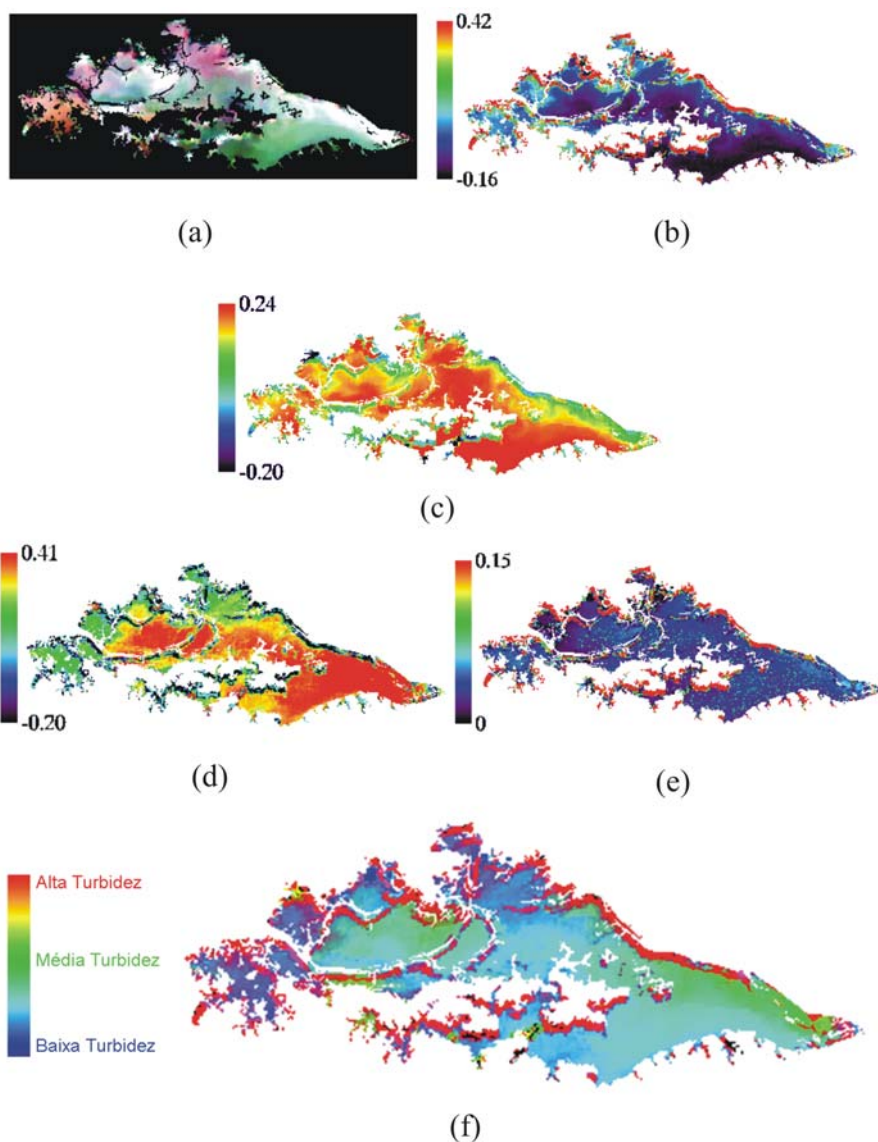 0.42
-0.16
(a)
(b)
0.24
-0.20
(c)
0.41
-0.20
0.15
0
(d)
(e)
Alta Turbidez
Média Turbidez
Baixa Turbidez
(f)